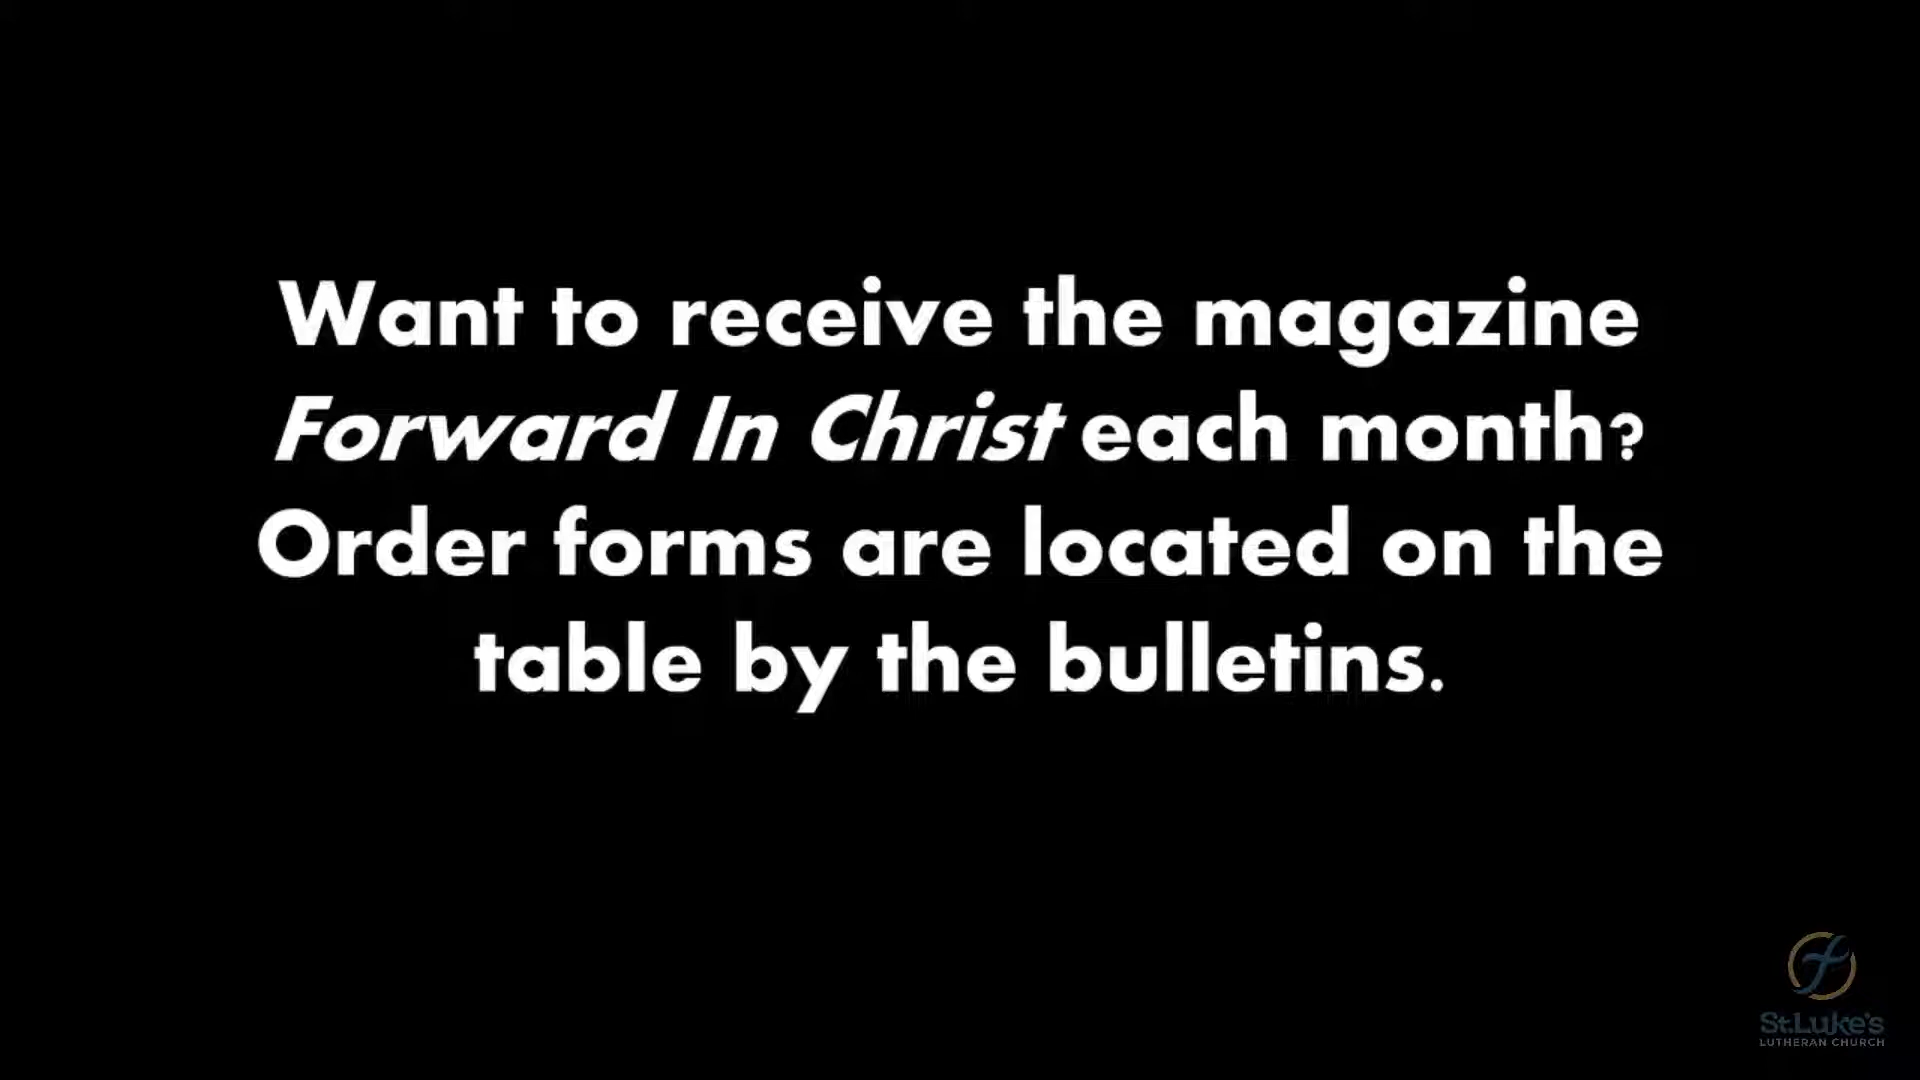 Want to receive the magazine
Forward In Christ each month?
Order forms are located on the
table by the bulletins.
St.Luke's
LUTHERAN CHURCH